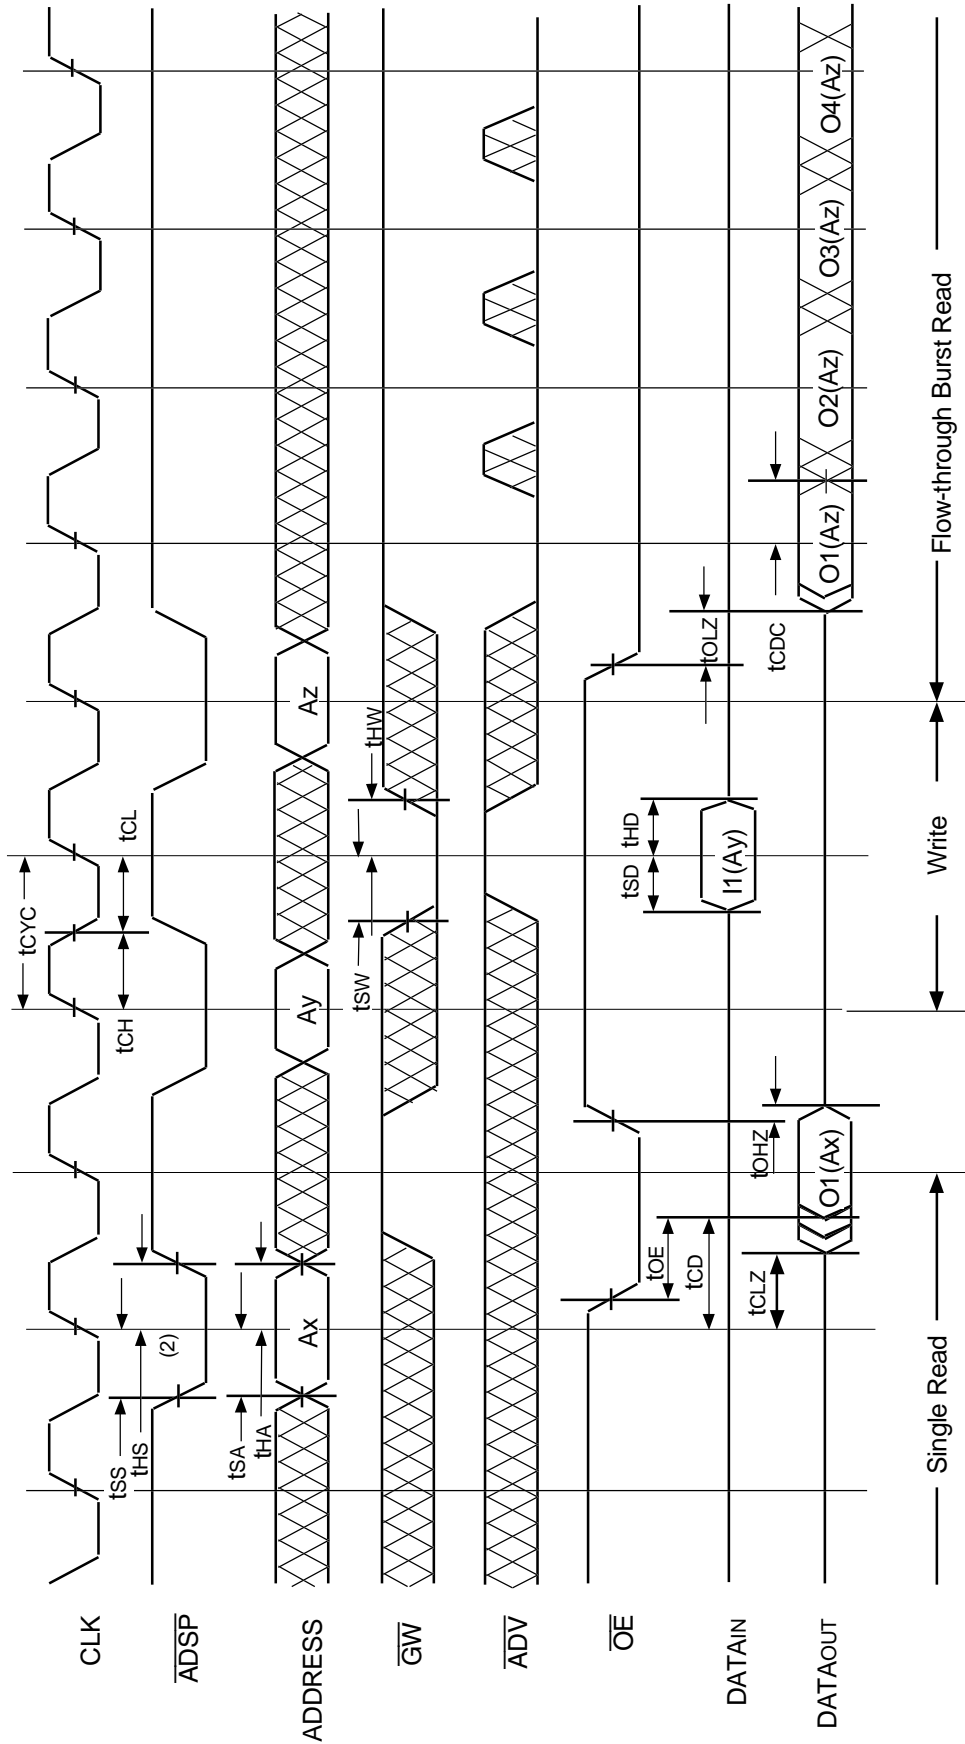 CLK
tCYC
tCH
tCL
ADSP
tSS
tHS
(2)
ADDRESS
tSA
tHA
Ax
Ay
Az
GW
tSW
tHW
ADV
OE
tOE
tOHZ
tOLZ
DATAIN
tSD
tHD
I1(Ay)
tCD
tCLZ
tCDC
DATAOUT
O1(Ax)
O1(Az)
O2(Az)
O3(Az)
O4(Az)
Single Read
Write
Flow-through Burst Read